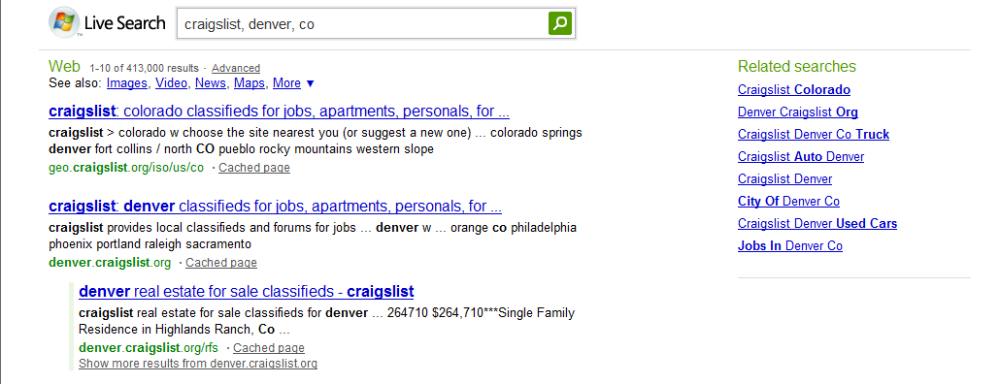 Live Search
craigslist, denver, co
Web 1-10 of 413,000 results · Advanced
See also: Images, Video, News, Maps, More ▼
craigslist: colorado classifieds for jobs, apartments, personals, for ...
craigslist > colorado w choose the site nearest you (or suggest a new one) ... colorado springs
denver fort collins / north CO pueblo rocky mountains western slope
geo.craigslist.org/iso/us/co · Cached page
craigslist: denver classifieds for jobs, apartments, personals, for ...
craigslist provides local classifieds and forums for jobs ... denver w ... orange co philadelphia
phoenix portland raleigh sacramento
denver.craigslist.org · Cached page
denver real estate for sale classifieds - craigslist
craigslist real estate for sale classifieds for denver ... 264710 $264,710***Single Family
Residence in Highlands Ranch, Co ...
denver.craigslist.org/rfs · Cached page
Show more results from denver.craigslist.org
Related searches
Craigslist Colorado
Denver Craigslist Org
Craigslist Denver Co Truck
Craigslist Auto Denver
Craigslist Denver
City Of Denver Co
Craigslist Denver Used Cars
Jobs In Denver Co